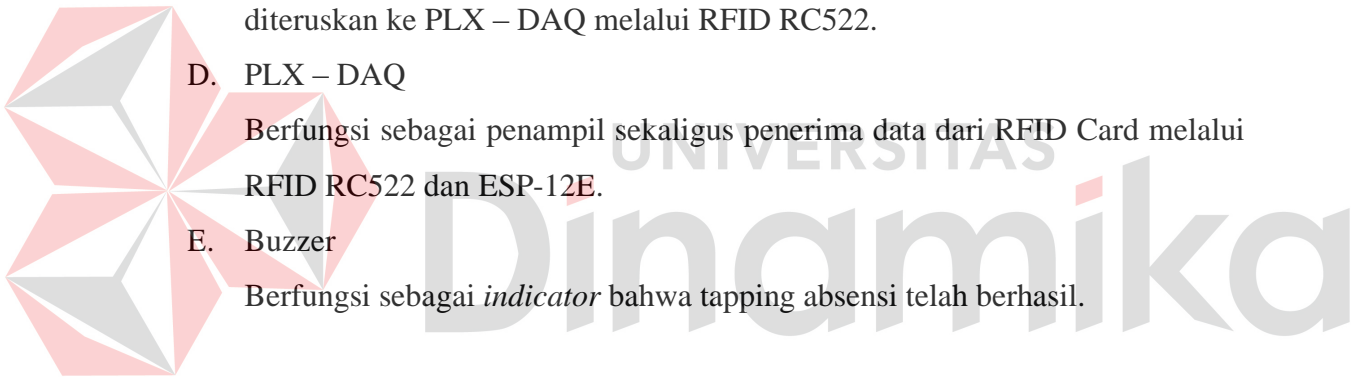 diteruskan ke PLX – DAQ melalui RFID RC522.
D. PLX – DAQ
Berfungsi sebagai penampil sekaligus penerima data dari RFID Card melalui
RFID RC522 dan ESP-12E.
E. Buzzer
Berfungsi sebagai indicator bahwa tapping absensi telah berhasil.
UNIVERSITAS
Dinamika